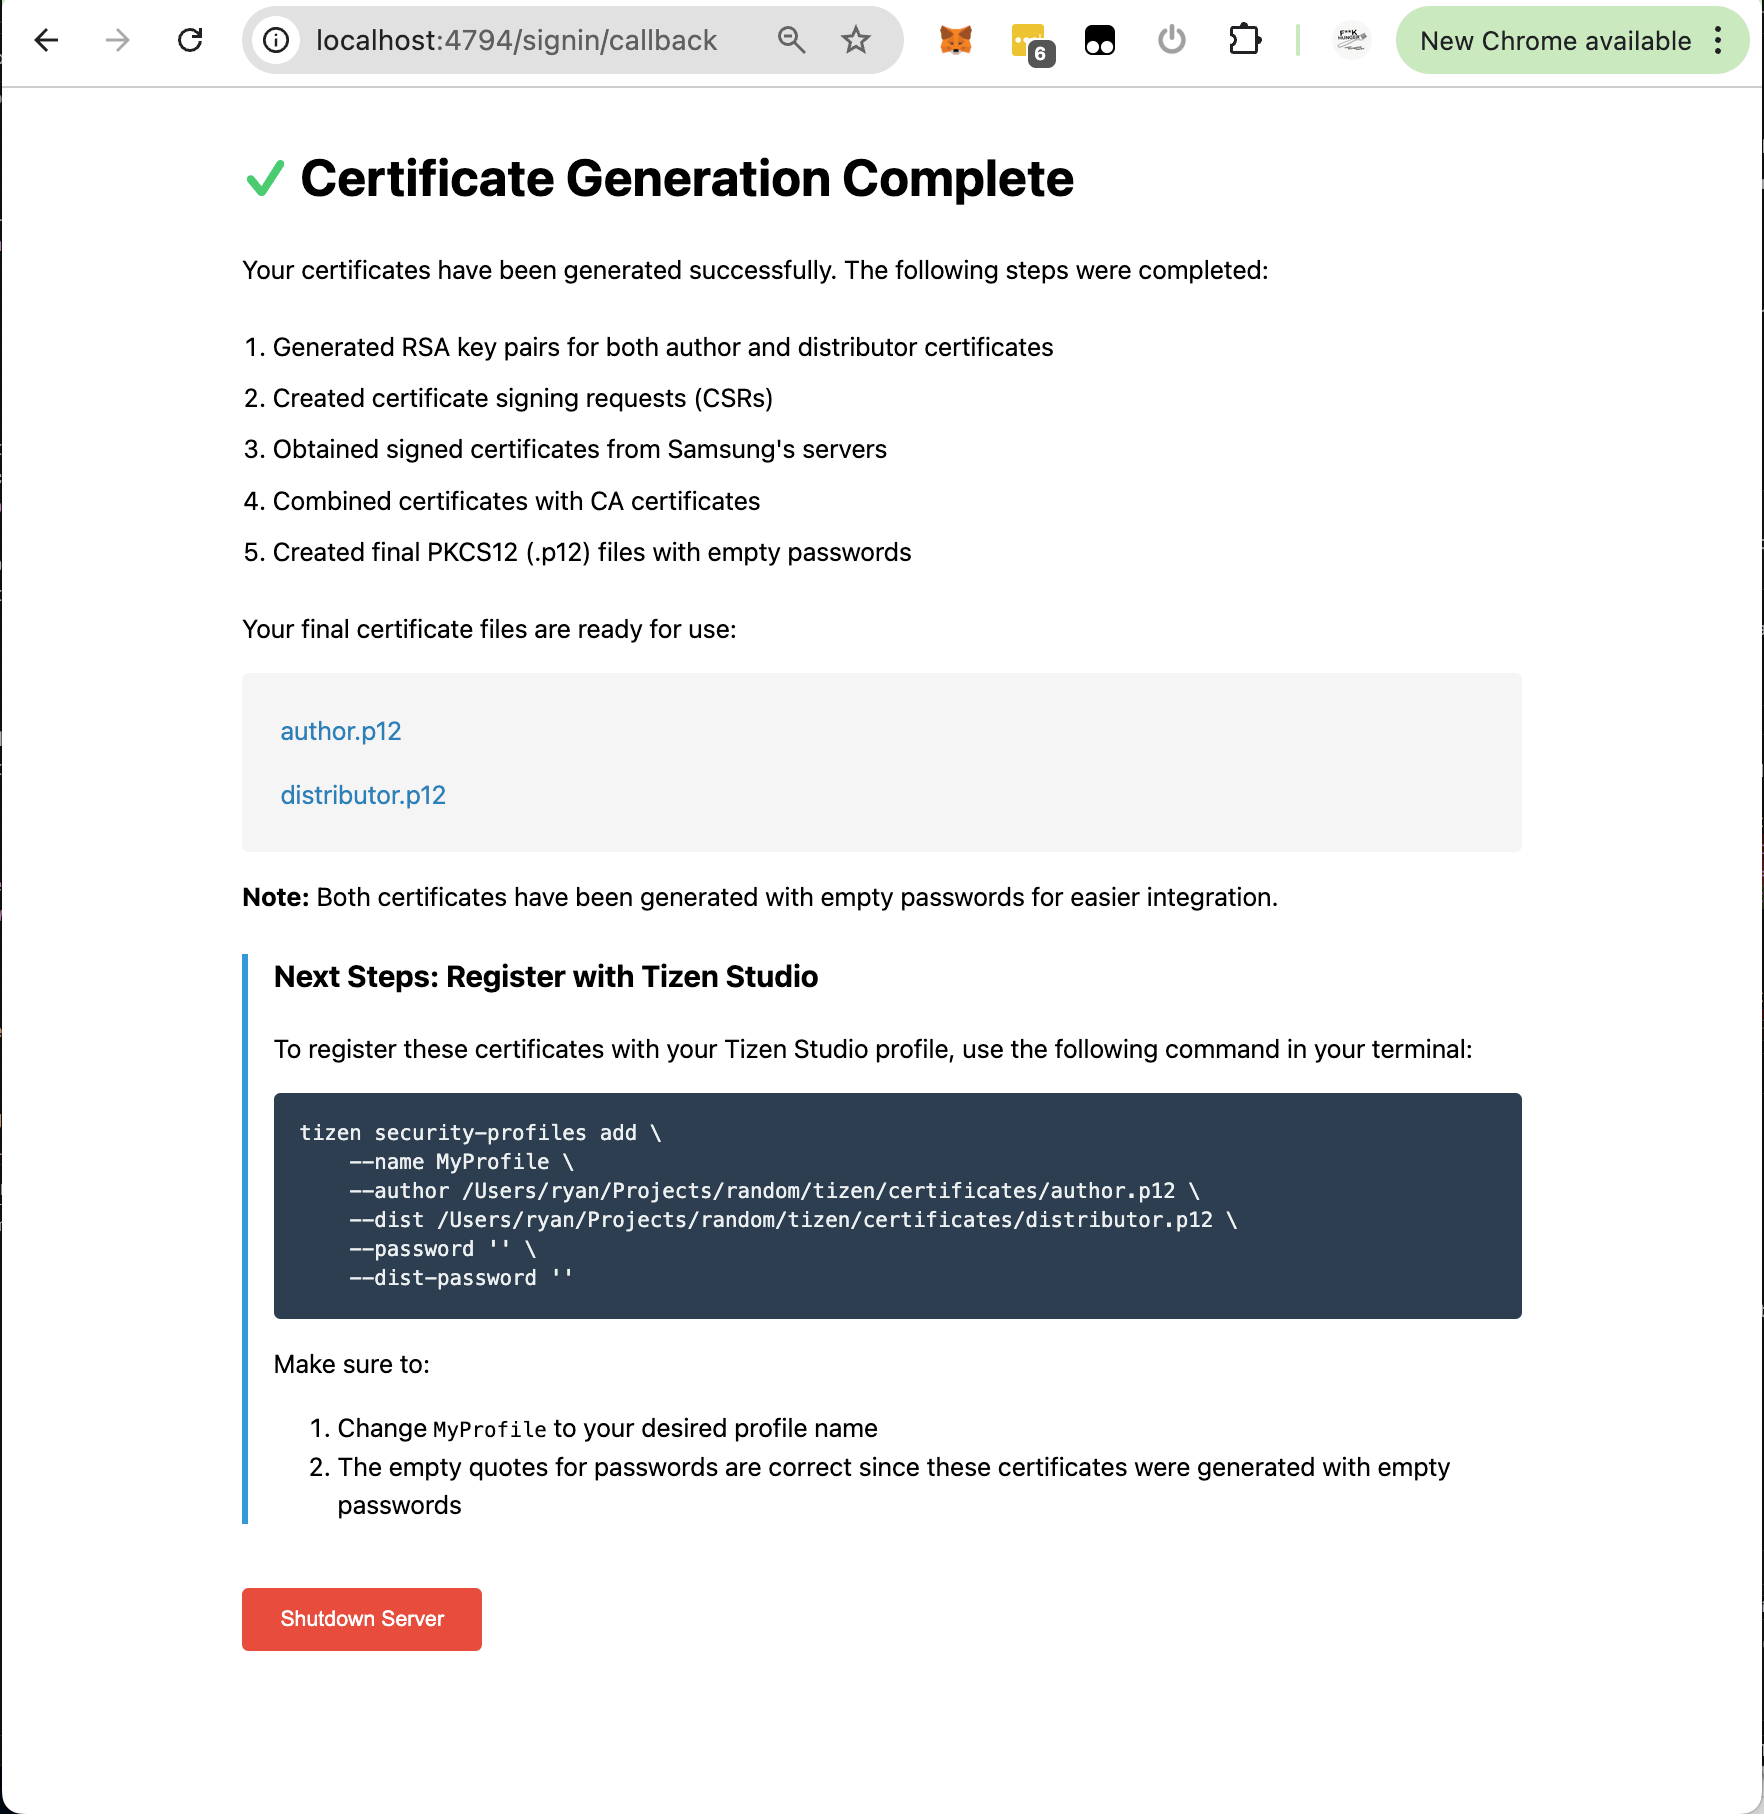 localhost:4794/signin/callback
6
New Chrome available
Certificate Generation Complete
Your certificates have been generated successfully. The following steps were completed:
1. Generated RSA key pairs for both author and distributor certificates
2. Created certificate signing requests (CSRs)
3. Obtained signed certificates from Samsung's servers
4. Combined certificates with CA certificates
5. Created final PKCS12 (.p12) files with empty passwords
Your final certificate files are ready for use:
author.p12
distributor.p12
Note: Both certificates have been generated with empty passwords for easier integration.
Next Steps: Register with Tizen Studio
To register these certificates with your Tizen Studio profile, use the following command in your terminal:
tizen security-profiles add \
--name MyProfile \
--author /Users/ryan/Projects/random/tizen/certificates/author.p12 \
--dist /Users/ryan/Projects/random/tizen/certificates/distributor.p12 \
--password '' \
--dist-password ''
Make sure to:
1. Change MyProfile to your desired profile name
2. The empty quotes for passwords are correct since these certificates were generated with empty
passwords
Shutdown Server